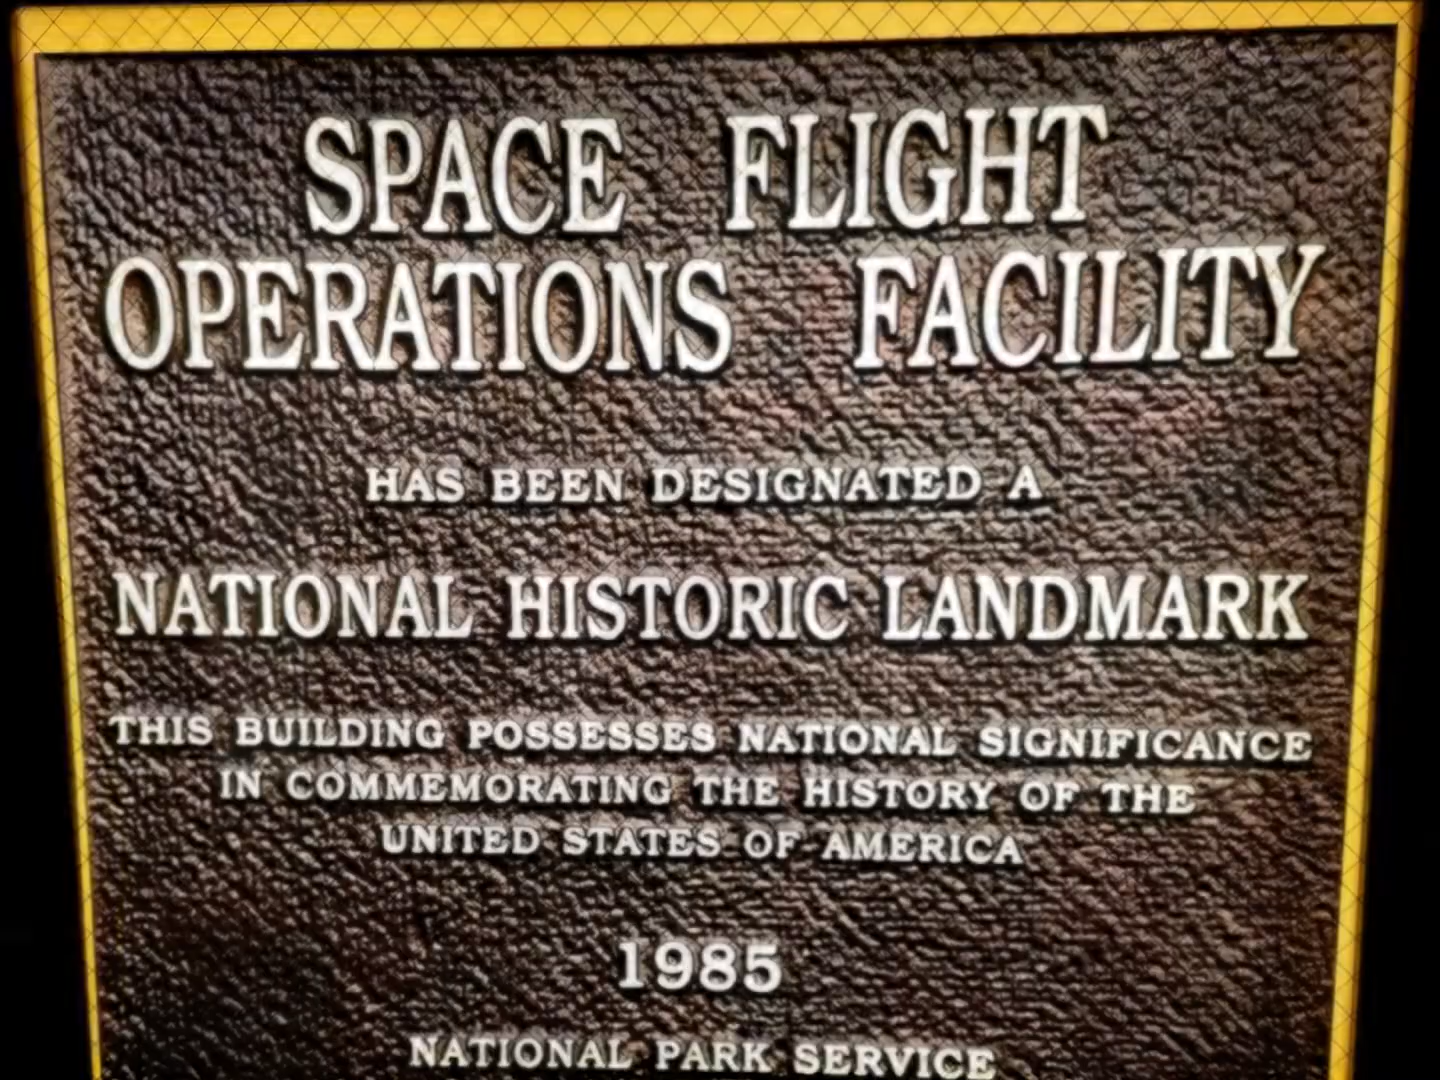 SPACE FLIGHT
OPERATIONS FACILITY
HAS BEEN DESIGNATED A
NATIONAL HISTORIC LANDMARK
THIS BUILDING POSSESSES NATIONAL SIGNIFICANCE
IN COMMEMORATING THE HISTORY OF THE
UNITED STATES OF AMERICA
1985
NATIONAL PARK SERVICE